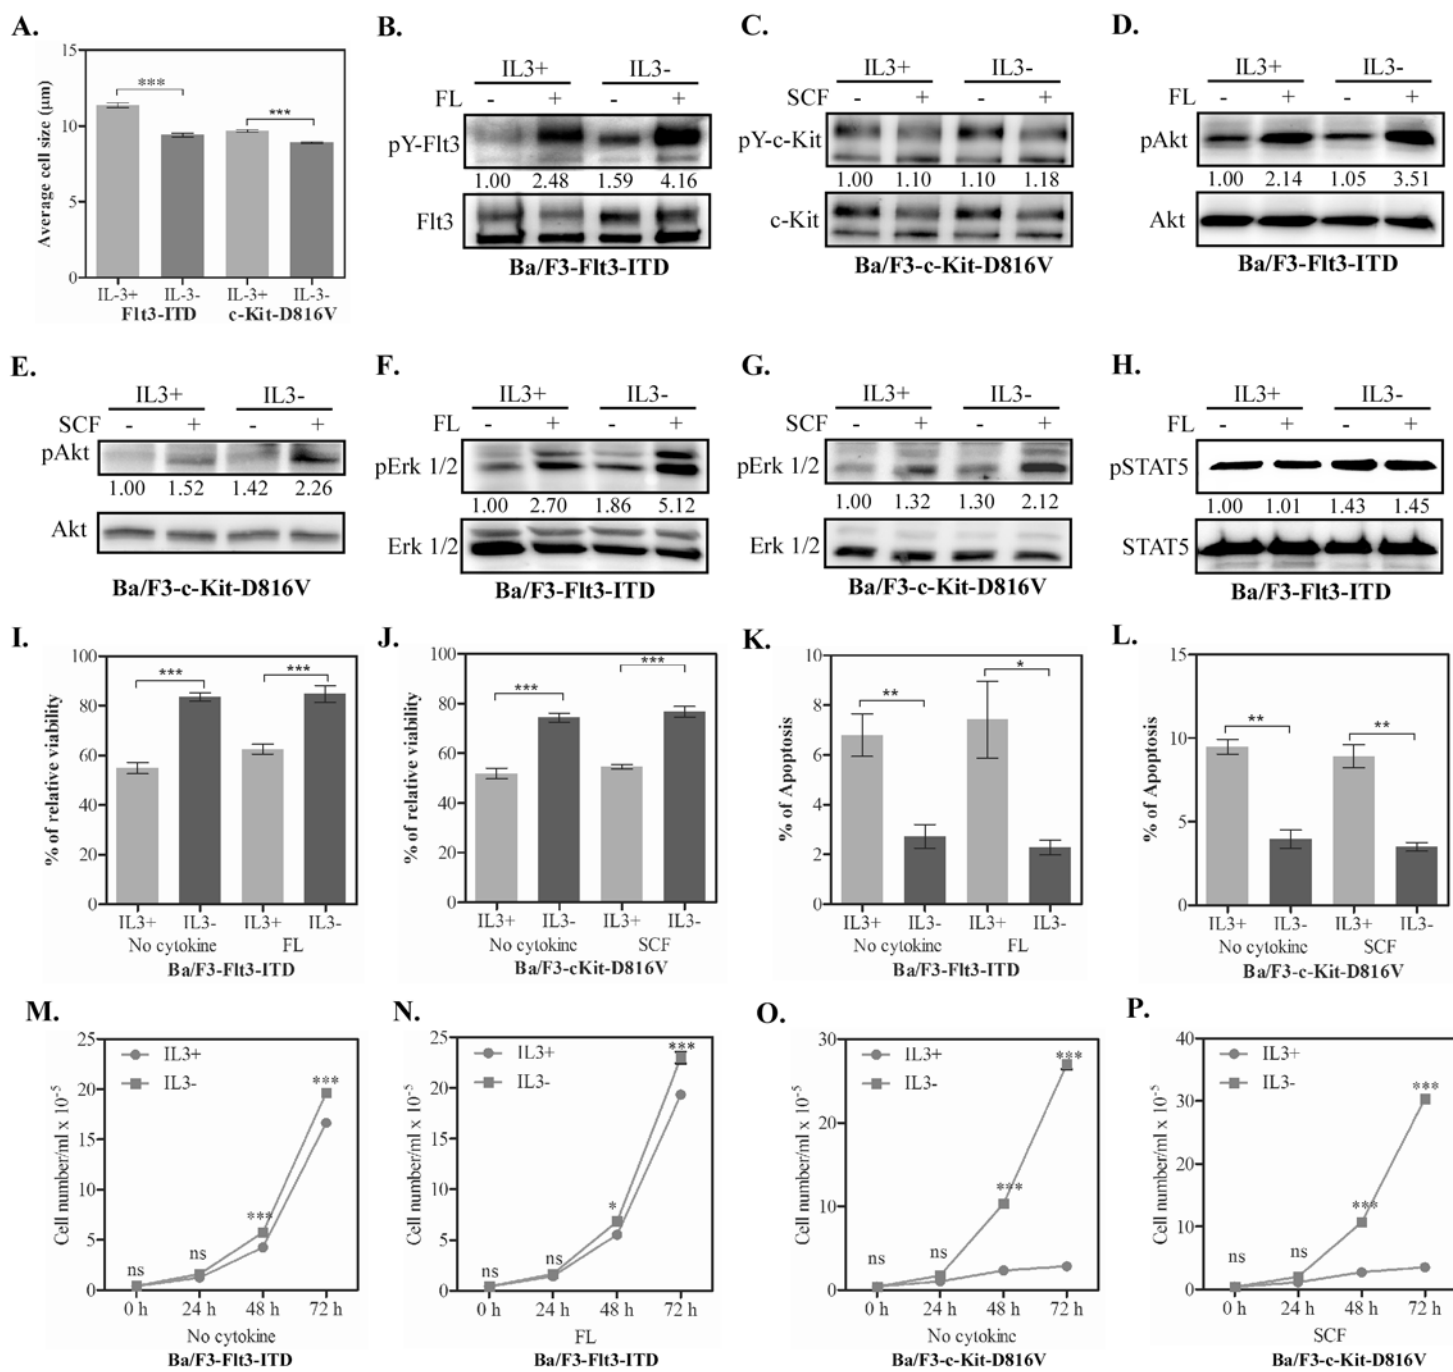 A.
15
10
5
0
Average cell size (μm)
***
***
IL-3+ IL-3- IL-3+ IL-3-
Flt3-ITD c-Kit-D816V
B.
IL3+ IL3-
FL - + - +
pY-Flt3
1.00 2.48 1.59 4.16
Flt3
Ba/F3-Flt3-ITD
C.
IL3+ IL3-
SCF - + - +
pY-c-Kit
1.00 1.10 1.10 1.18
c-Kit
Ba/F3-c-Kit-D816V
D.
IL3+ IL3-
FL - + - +
pAkt
1.00 2.14 1.05 3.51
Akt
Ba/F3-Flt3-ITD
E.
IL3+ IL3-
SCF - + - +
pAkt
1.00 1.52 1.42 2.26
Akt
Ba/F3-c-Kit-D816V
F.
IL3+ IL3-
FL - + - +
pErk 1/2
1.00 2.70 1.86 5.12
Erk 1/2
Ba/F3-Flt3-ITD
G.
IL3+ IL3-
SCF - + - +
pErk 1/2
1.00 1.32 1.30 2.12
Erk 1/2
Ba/F3-c-Kit-D816V
H.
IL3+ IL3-
FL - + - +
pSTAT5
1.00 1.01 1.43 1.45
STAT5
Ba/F3-Flt3-ITD
I.
100
80
60
40
20
0
% of relative viability
*** ***
IL3+ IL3- IL3+ IL3-
No cytokine FL
Ba/F3-Flt3-ITD
J.
100
80
60
40
20
0
% of relative viability
*** ***
IL3+ IL3- IL3+ IL3-
No cytokine SCF
Ba/F3-cKit-D816V
K.
10
8
6
4
2
0
% of Apoptosis
** *
IL3+ IL3- IL3+ IL3-
No cytokine FL
Ba/F3-Flt3-ITD
L.
15
10
5
0
% of Apoptosis
** **
IL3+ IL3- IL3+ IL3-
No cytokine SCF
Ba/F3-c-Kit-D816V
M.
25
20
15
10
5
0
Cell number/ml x 10-5
IL3+
IL3-
ns ns *** ***
0 h 24 h 48 h 72 h
No cytokine
Ba/F3-Flt3-ITD
N.
25
20
15
10
5
0
Cell number/ml x 10-5
IL3+
IL3-
ns ns * ***
0 h 24 h 48 h 72 h
FL
Ba/F3-Flt3-ITD
O.
30
20
10
0
Cell number/ml x 10-5
IL3+
IL3-
ns ns *** ***
0 h 24 h 48 h 72 h
No cytokine
Ba/F3-c-Kit-D816V
P.
40
30
20
10
0
Cell number/ml x 10-5
IL3+
IL3-
ns ns *** ***
0 h 24 h 48 h 72 h
SCF
Ba/F3-c-Kit-D816V